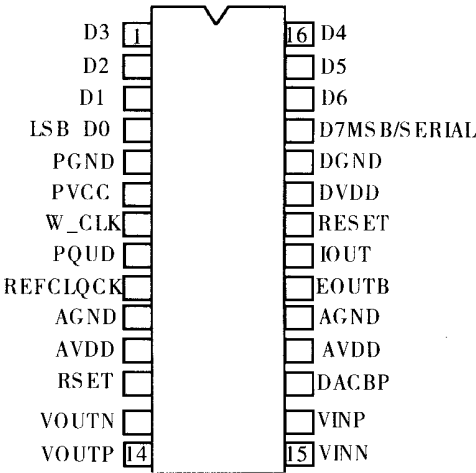 D3 1 16 D4
D2 D5
D1 D6
LSB D0 D7MSB/SERIAL
PGND DGND
PVCC DVDD
W_CLK RESET
PQUD IOUT
REFCLQCK EOUTB
AGND AGND
AVDD AVDD
RSET DACBP
VOUTN VINP
VOUTP 14 15 VINN